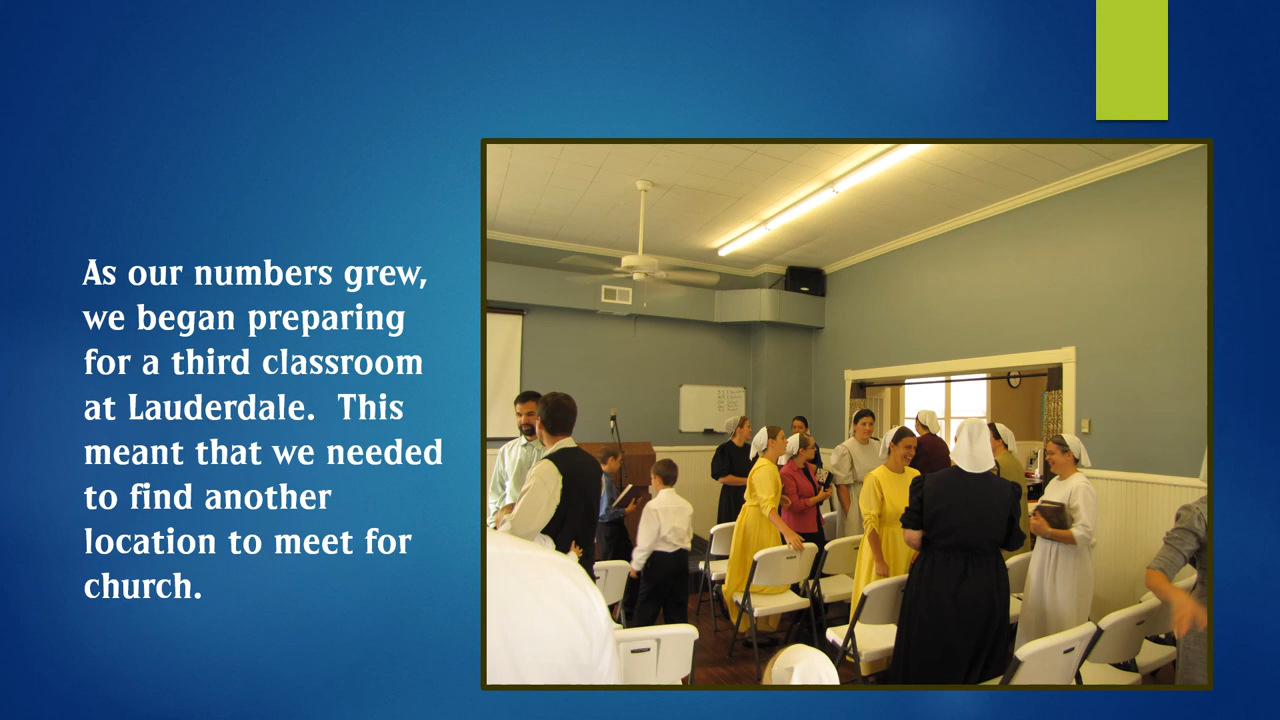 As our numbers grew,
we began preparing
for a third classroom
at Lauderdale.  This
meant that we needed
to find another
location to meet for
church.